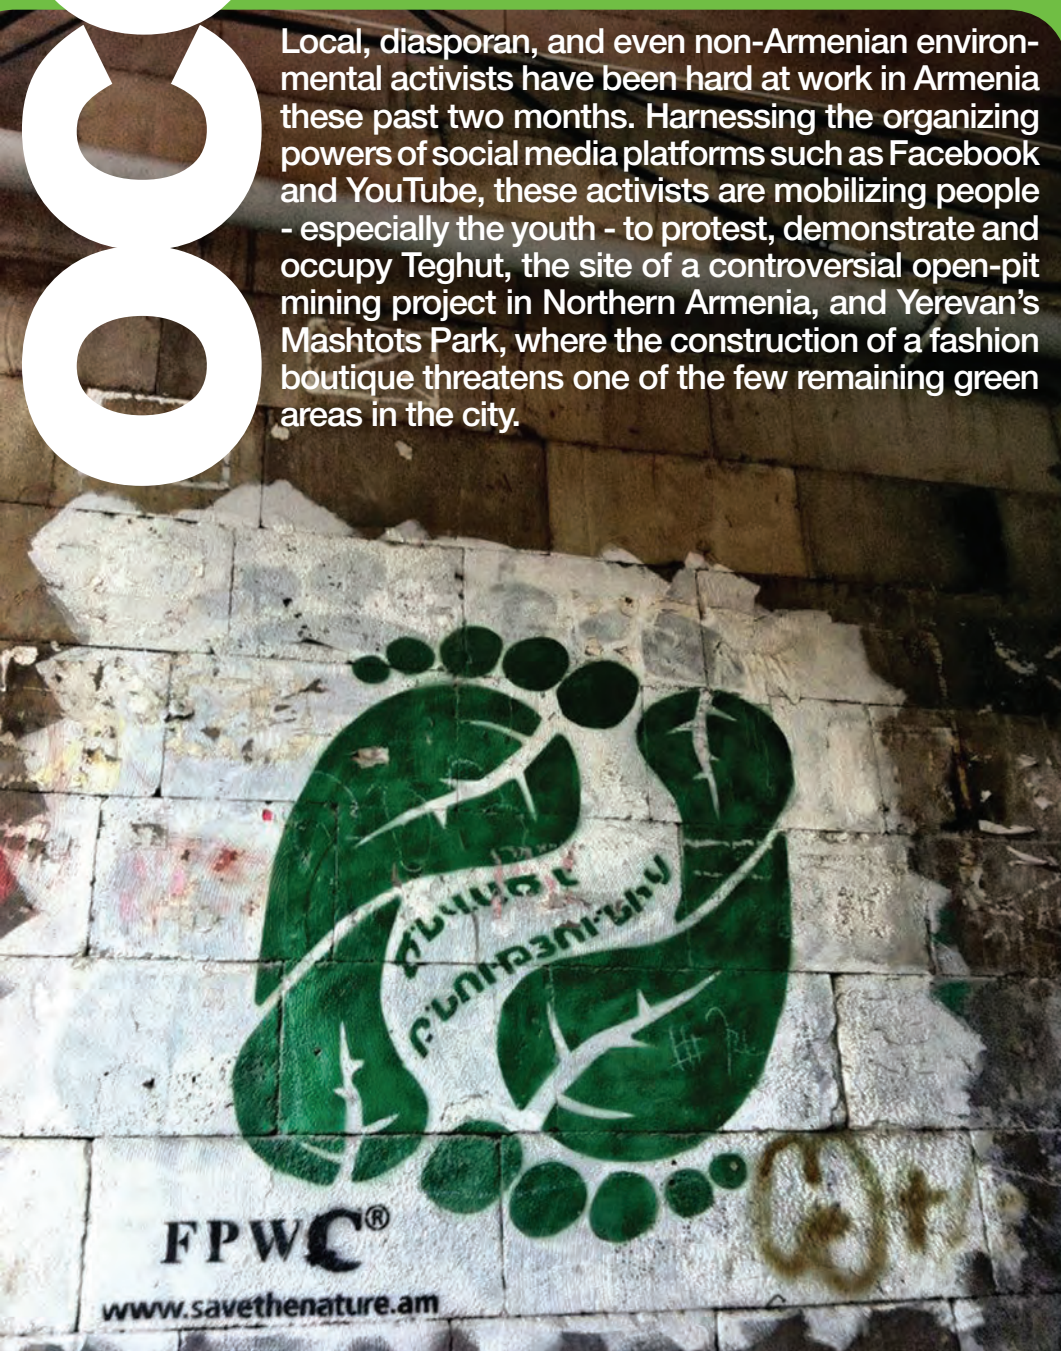 OC
Local, diasporan, and even non-Armenian environ-
mental activists have been hard at work in Armenia
these past two months. Harnessing the organizing
powers of social media platforms such as Facebook
and YouTube, these activists are mobilizing people
- especially the youth - to protest, demonstrate and
occupy Teghut, the site of a controversial open-pit
mining project in Northern Armenia, and Yerevan’s
Mashtots Park, where the construction of a fashion
boutique threatens one of the few remaining green
areas in the city.
FPWC®
www.savethenature.am